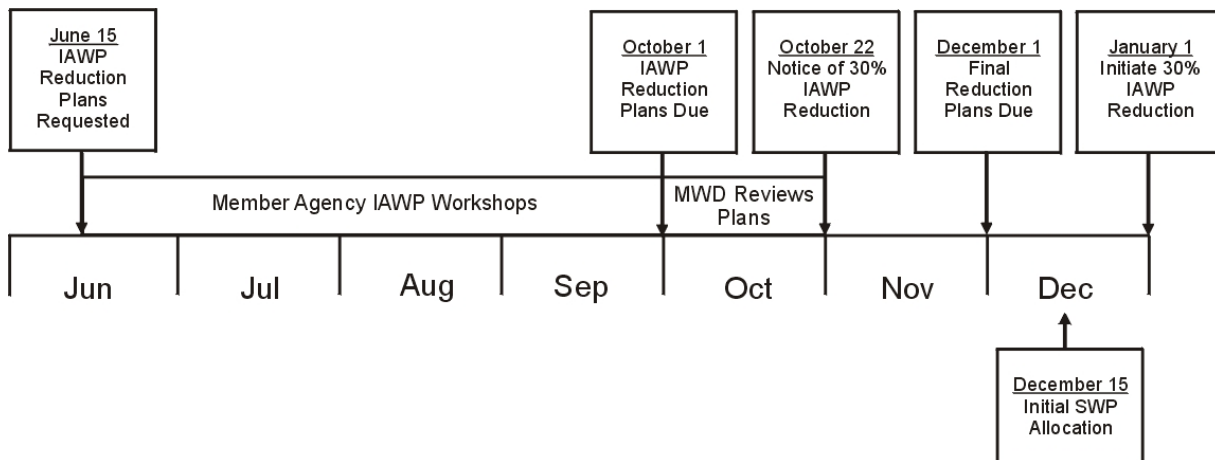 June 15
IAWP
Reduction
Plans
Requested
October 1
IAWP
Reduction
Plans Due
October 22
Notice of 30%
IAWP
Reduction
December 1
Final
Reduction
Plans Due
January 1
Initiate 30%
IAWP
Reduction
Member Agency IAWP Workshops
MWD Reviews
Plans
Jun
Jul
Aug
Sep
Oct
Nov
Dec
December 15
Initial SWP
Allocation